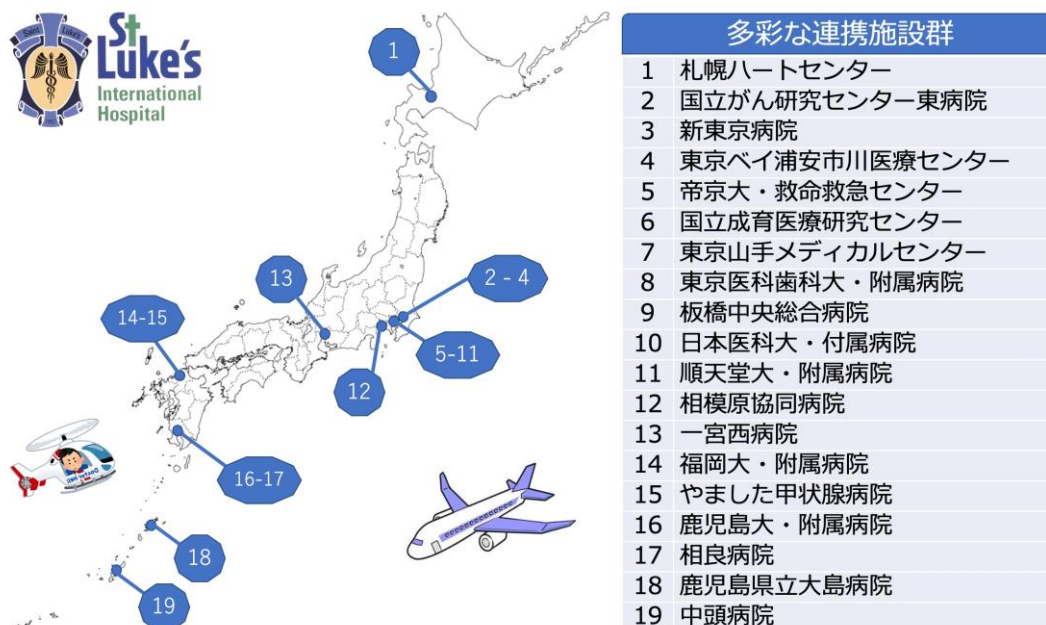 Saint Luke's
St
Luke's
International
Hospital
1
13
2 - 4
14-15
5-11
12
16-17
18
19
多彩な連携施設群
1 札幌ハートセンター
2 国立がん研究センター東病院
3 新東京病院
4 東京ベイ浦安市川医療センター
5 帝京大・救命救急センター
6 国立成育医療研究センター
7 東京山手メディカルセンター
8 東京医科歯科大・附属病院
9 板橋中央総合病院
10 日本医科大・付属病院
11 順天堂大・附属病院
12 相模原協同病院
13 一宮西病院
14 福岡大・附属病院
15 やました甲状腺病院
16 鹿児島大・附属病院
17 相良病院
18 鹿児島県立大島病院
19 中頭病院